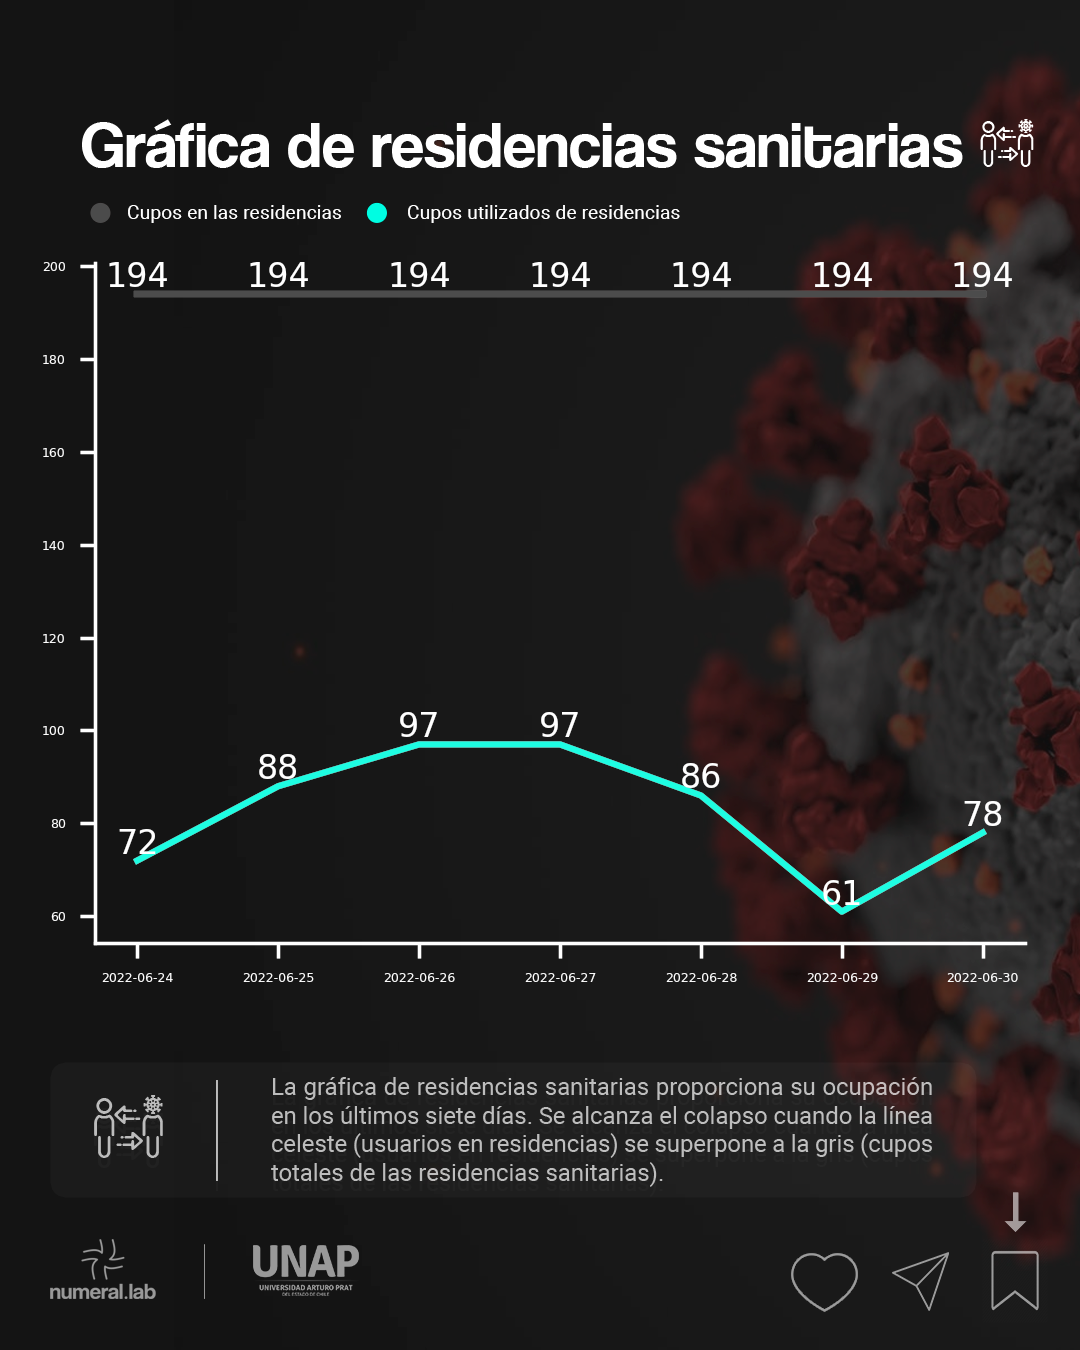 Gráfica de residencias sanitarias
Cupos en las residencias Cupos utilizados de residencias
200
194 194 194 194 194 194 194
180
160
140
120
100
80
60
72 88 97 97 86 61 78
2022-06-24 2022-06-25 2022-06-26 2022-06-27 2022-06-28 2022-06-29 2022-06-30
La gráfica de residencias sanitarias proporciona su ocupación
en los últimos siete días. Se alcanza el colapso cuando la línea
celeste (usuarios en residencias) se superpone a la gris (cupos
totales de las residencias sanitarias).
numeral.lab
UNAP
UNIVERSIDAD ARTURO PRAT
DEL ESTADO DE CHILE